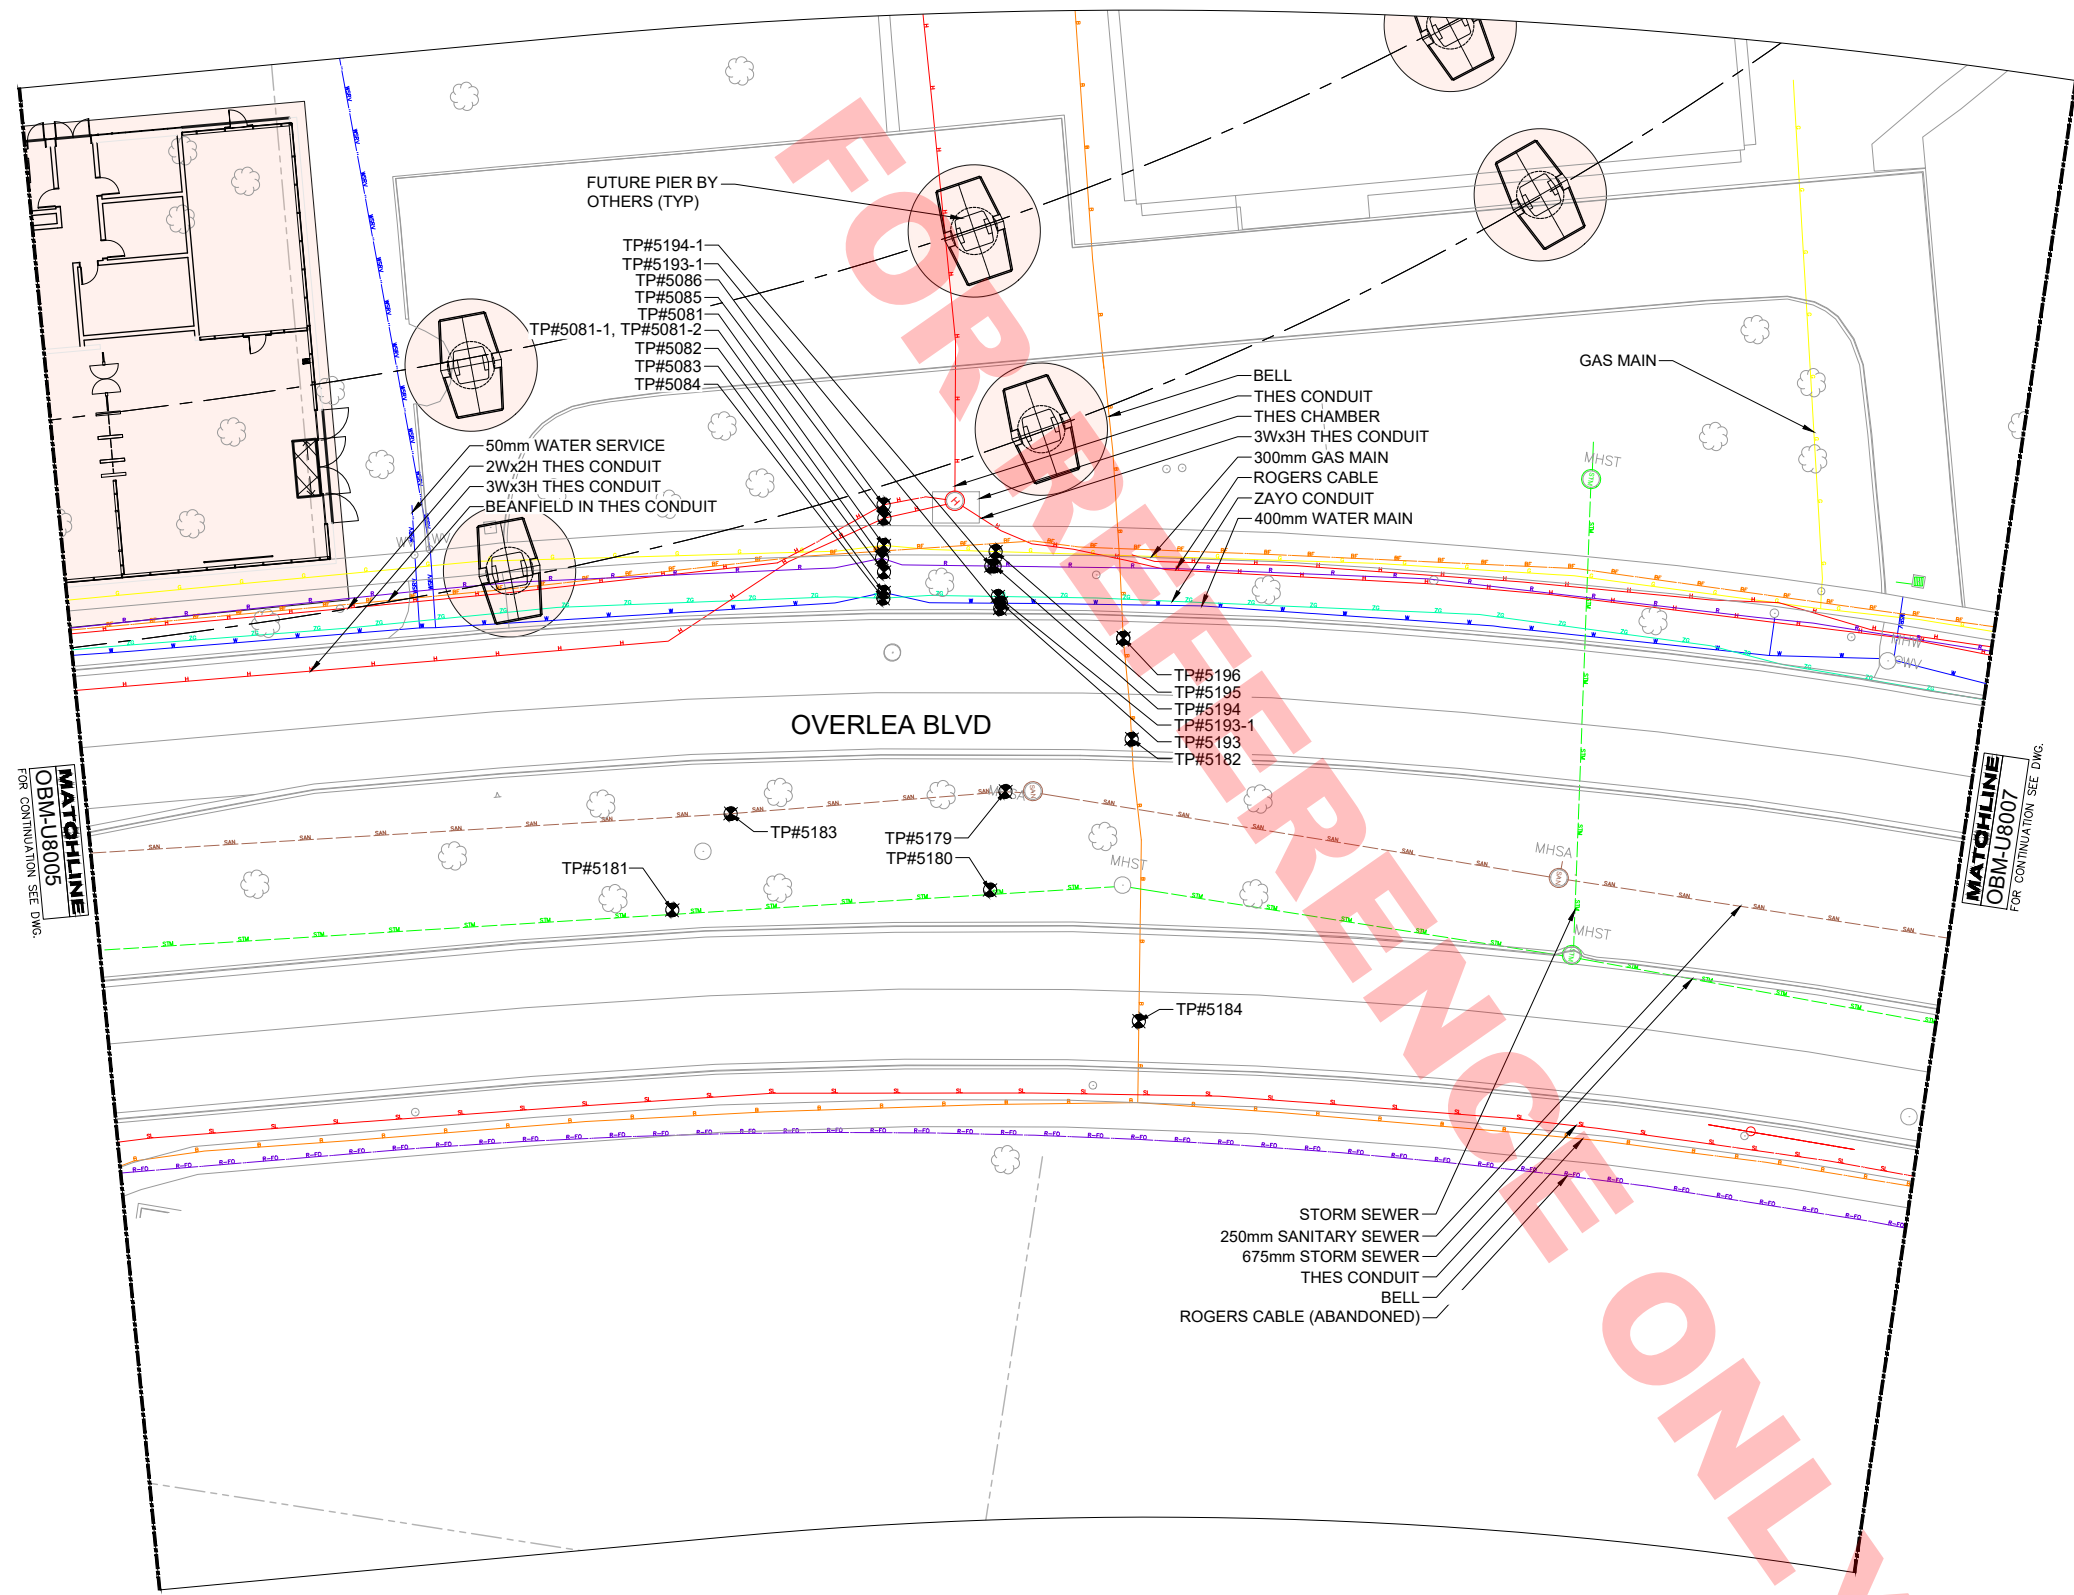 FUTURE PIER BY
OTHERS (TYP)
TP#5194-1
TP#5193-1
TP#5086
TP#5085
TP#5081
TP#5081-1, TP#5081-2
TP#5082
TP#5083
TP#5084
50mm WATER SERVICE
2Wx2H THES CONDUIT
3Wx3H THES CONDUIT
BEANFIELD IN THES CONDUIT
BELL
THES CONDUIT
THES CHAMBER
3Wx3H THES CONDUIT
300mm GAS MAIN
ROGERS CABLE
ZAYO CONDUIT
400mm WATER MAIN
GAS MAIN
MHST
TP#5196
TP#5195
TP#5194
TP#5193-1
TP#5193
TP#5182
OVERLEA BLVD
TP#5183
TP#5179
TP#5180
TP#5181
MHST
MHSA
MHST
TP#5184
STORM SEWER
250mm SANITARY SEWER
675mm STORM SEWER
THES CONDUIT
BELL
ROGERS CABLE (ABANDONED)
MATCHLINE
OBM-U8005
FOR CONTINUATION SEE DWG.
MATCHLINE
OBM-U8007
FOR CONTINUATION SEE DWG.
FOR REFERENCE ONLY